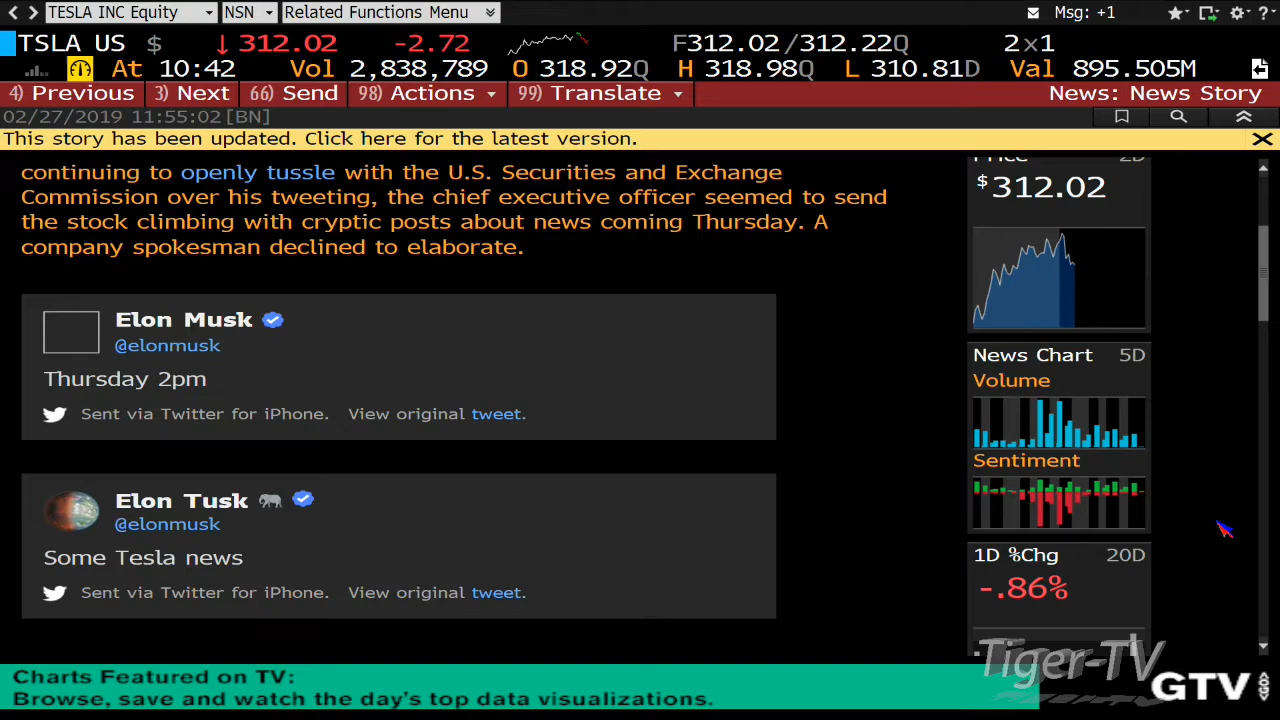 TESLA INC Equity NSN Related Functions Menu Msg: +1
TSLA US $ ↓312.02 -2.72 F312.02/312.22Q 2×1
At 10:42 Vol 2,838,789 O 318.92Q H 318.98Q L 310.81D Val 895.505M
4) Previous 3) Next 66) Send 98) Actions 99) Translate News: News Story
02/27/2019 11:55:02 [BN]
This story has been updated. Click here for the latest version.
continuing to openly tussle with the U.S. Securities and Exchange
Commission over his tweeting, the chief executive officer seemed to send
the stock climbing with cryptic posts about news coming Thursday. A
company spokesman declined to elaborate.
Elon Musk
@elonmusk
Thursday 2pm
Sent via Twitter for iPhone. View original tweet.
Elon Tusk
@elonmusk
Some Tesla news
Sent via Twitter for iPhone. View original tweet.
Price 2D
$312.02
News Chart 5D
Volume
Sentiment
1D %Chg 20D
-.86%
Charts Featured on TV:
Browse, save and watch the day's top data visualizations.
Tiger-TV
GTV